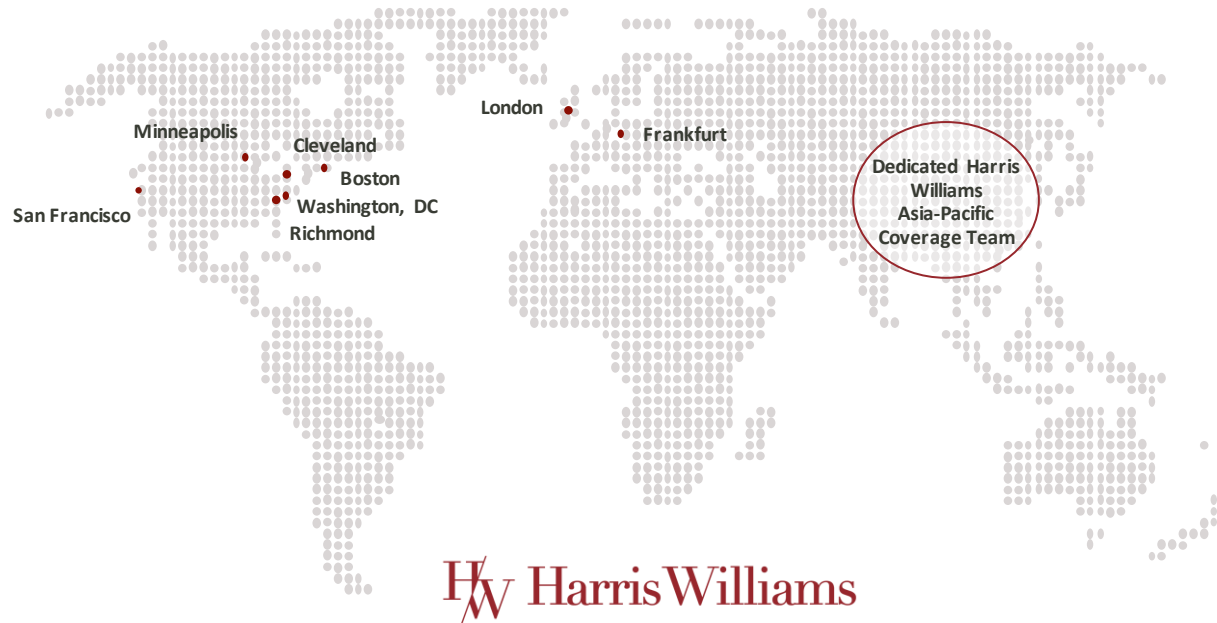 London
Minneapolis
Frankfurt
Cleveland
Boston
San Francisco
Washington, DC
Richmond
Dedicated Harris
Williams
Asia-Pacific
Coverage Team
HW Harris Williams